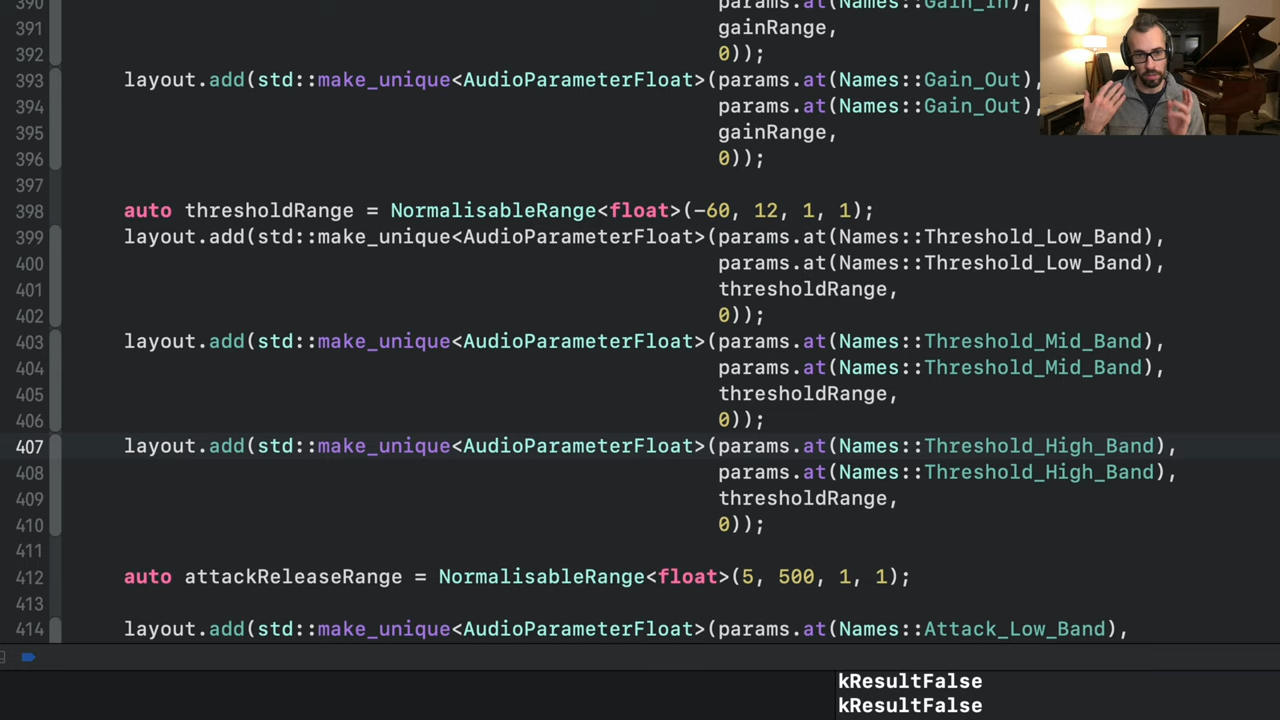 390 params.at(Names::Gain_In),
391 gainRange,
392 0));
393 layout.add(std::make_unique<AudioParameterFloat>(params.at(Names::Gain_Out),
394 params.at(Names::Gain_Out),
395 gainRange,
396 0));
397
398 auto thresholdRange = NormalisableRange<float>(-60, 12, 1, 1);
399 layout.add(std::make_unique<AudioParameterFloat>(params.at(Names::Threshold_Low_Band),
400 params.at(Names::Threshold_Low_Band),
401 thresholdRange,
402 0));
403 layout.add(std::make_unique<AudioParameterFloat>(params.at(Names::Threshold_Mid_Band),
404 params.at(Names::Threshold_Mid_Band),
405 thresholdRange,
406 0));
407 layout.add(std::make_unique<AudioParameterFloat>(params.at(Names::Threshold_High_Band),
408 params.at(Names::Threshold_High_Band),
409 thresholdRange,
410 0));
411
412 auto attackReleaseRange = NormalisableRange<float>(5, 500, 1, 1);
413
414 layout.add(std::make_unique<AudioParameterFloat>(params.at(Names::Attack_Low_Band),
kResultFalse
kResultFalse